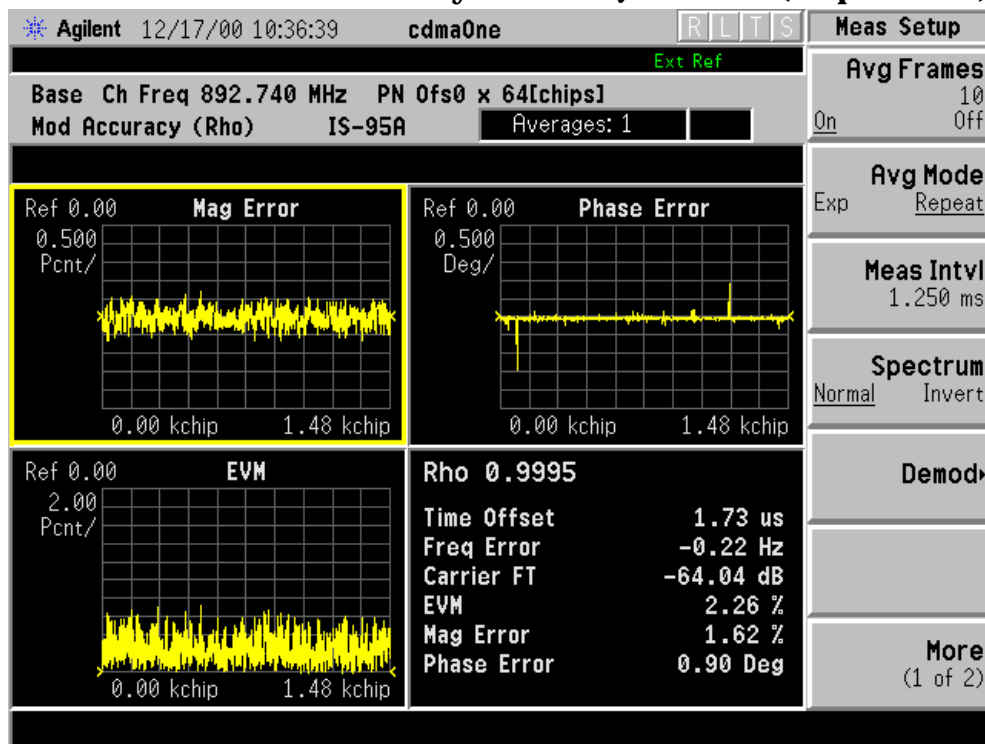 Agilent 12/17/00 10:36:39 cdmaOne R L T S
Ext Ref
Base Ch Freq 892.740 MHz PN Ofs0 x 64[chips]
Mod Accuracy (Rho) IS-95A Averages: 1
Ref 0.00 Mag Error
0.500
Pcnt/
0.00 kchip 1.48 kchip
Ref 0.00 Phase Error
0.500
Deg/
0.00 kchip 1.48 kchip
Ref 0.00 EVM
2.00
Pcnt/
0.00 kchip 1.48 kchip
Rho 0.9995
Time Offset 1.73 us
Freq Error -0.22 Hz
Carrier FT -64.04 dB
EVM 2.26 %
Mag Error 1.62 %
Phase Error 0.90 Deg
Meas Setup
Avg Frames
10
On Off
Avg Mode
Exp Repeat
Meas Intvl
1.250 ms
Spectrum
Normal Invert
Demod
More
(1 of 2)